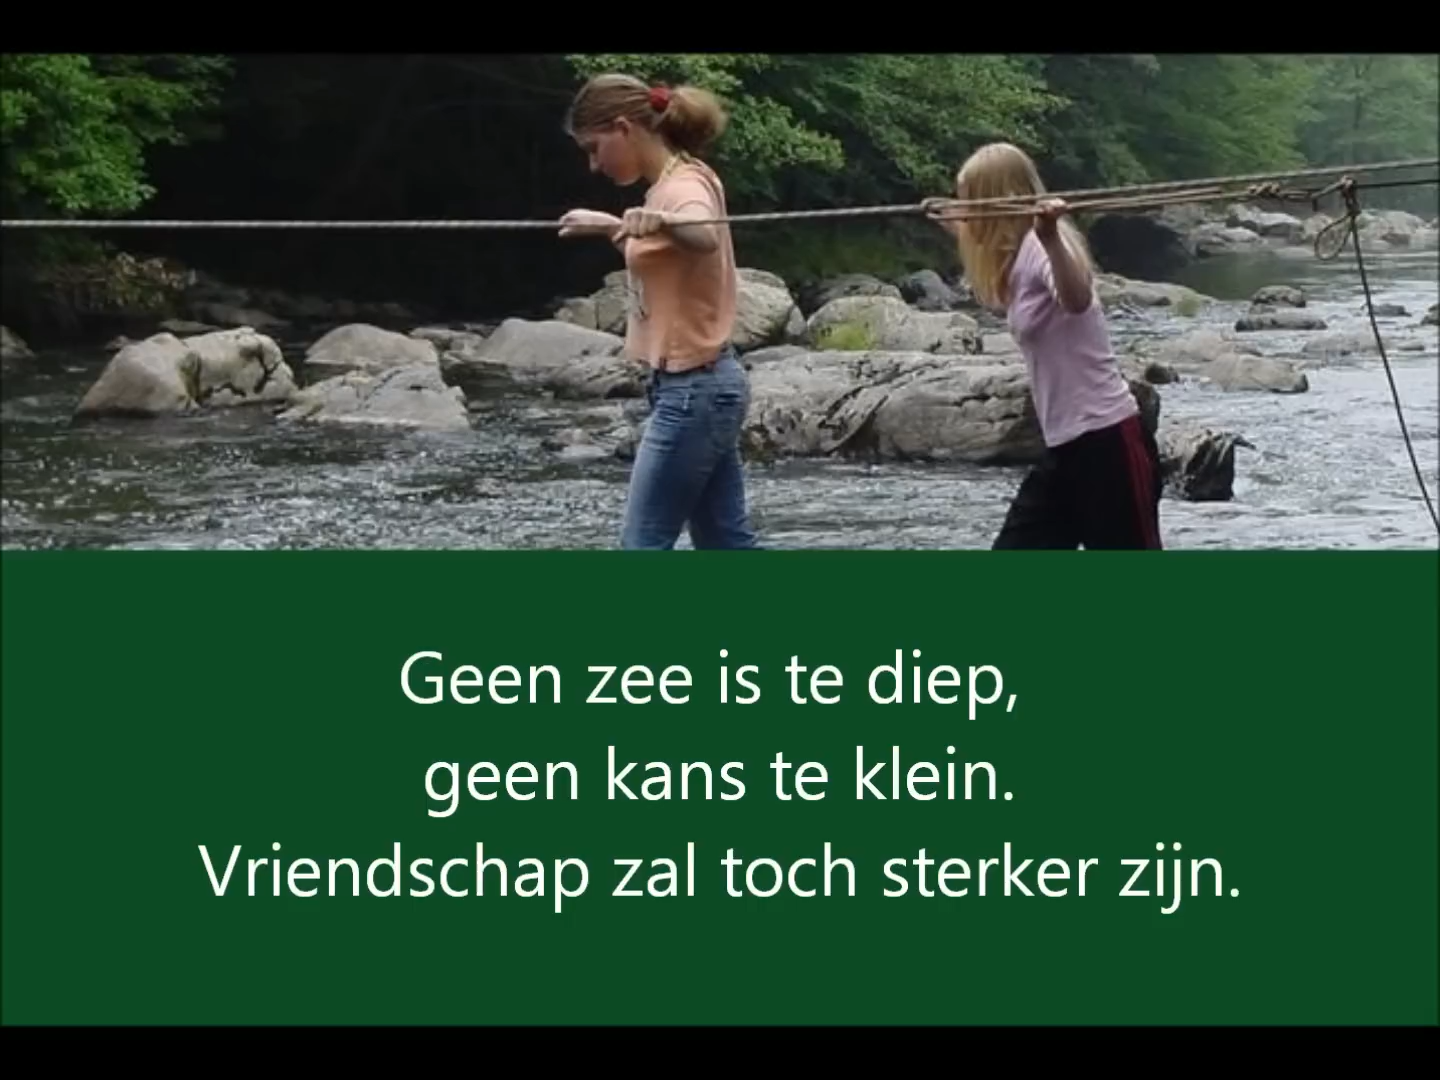 Geen zee is te diep,
geen kans te klein.
Vriendschap zal toch sterker zijn.